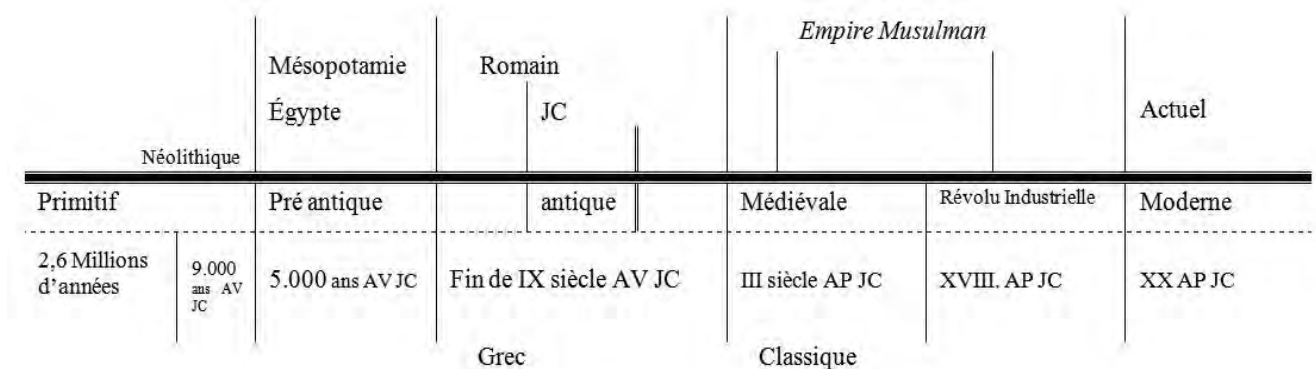 Empire Musulman
Mésopotamie Romain
Égypte JC Actuel
Néolithique
Primitif Pré antique antique Médiévale Révolu Industrielle Moderne
2,6 Millions
d’années
9.000
ans AV
JC
5.000 ans AV JC Fin de IX siècle AV JC III siècle AP JC XVIII. AP JC XX AP JC
Grec Classique